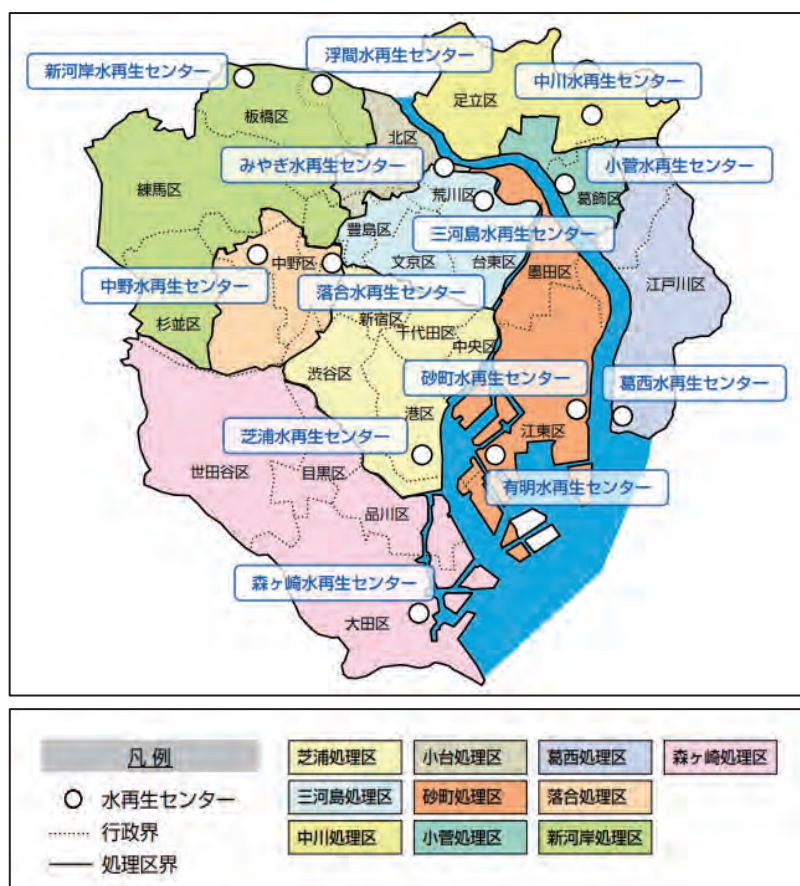 浮間水再生センター
新河岸水再生センター
中川水再生センター
足立区
板橋区
北区
みやぎ水再生センター
小菅水再生センター
練馬区
荒川区
葛飾区
豊島区
三河島水再生センター
文京区
台東区
中野区
墨田区
中野水再生センター
落合水再生センター
江戸川区
新宿区
杉並区
千代田区
中央区
渋谷区
砂町水再生センター
葛西水再生センター
港区
芝浦水再生センター
江東区
世田谷区
目黒区
有明水再生センター
品川区
森ヶ崎水再生センター
大田区
凡例
水再生センター
行政界
処理区界
芝浦処理区
小台処理区
葛西処理区
森ヶ崎処理区
三河島処理区
砂町処理区
落合処理区
中川処理区
小菅処理区
新河岸処理区